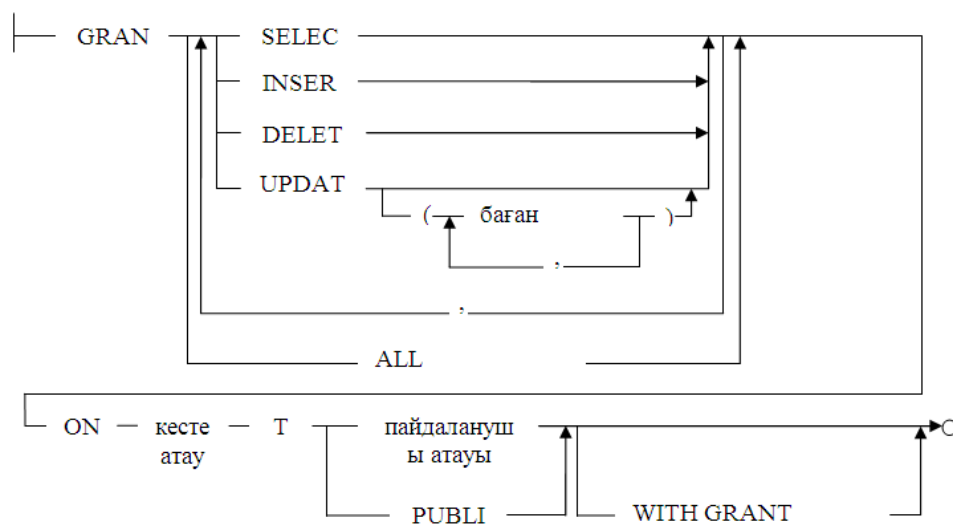 GRAN SELEC
INSER
DELET
UPDAT
( баған )
,
,
ALL
ON кесте Т пайдалануш
атау ы атауы
PUBLI WITH GRANT